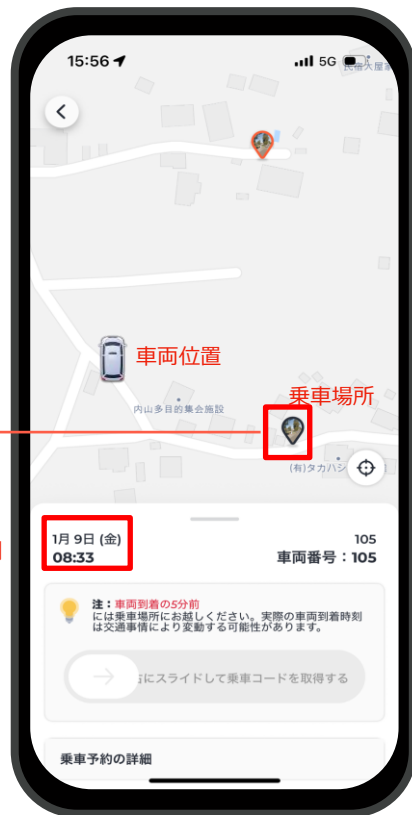 15:56
5G
車両位置
乗車場所
内山多目的集会施設
(有)タカハシ
1月 9日 (金)
08:33
105
車両番号：105
注：車両到着の5分前
には乗車場所にお越しください。実際の車両到着時刻
は交通事情により変動する可能性があります。
にスライドして乗車コードを取得する
乗車予約の詳細